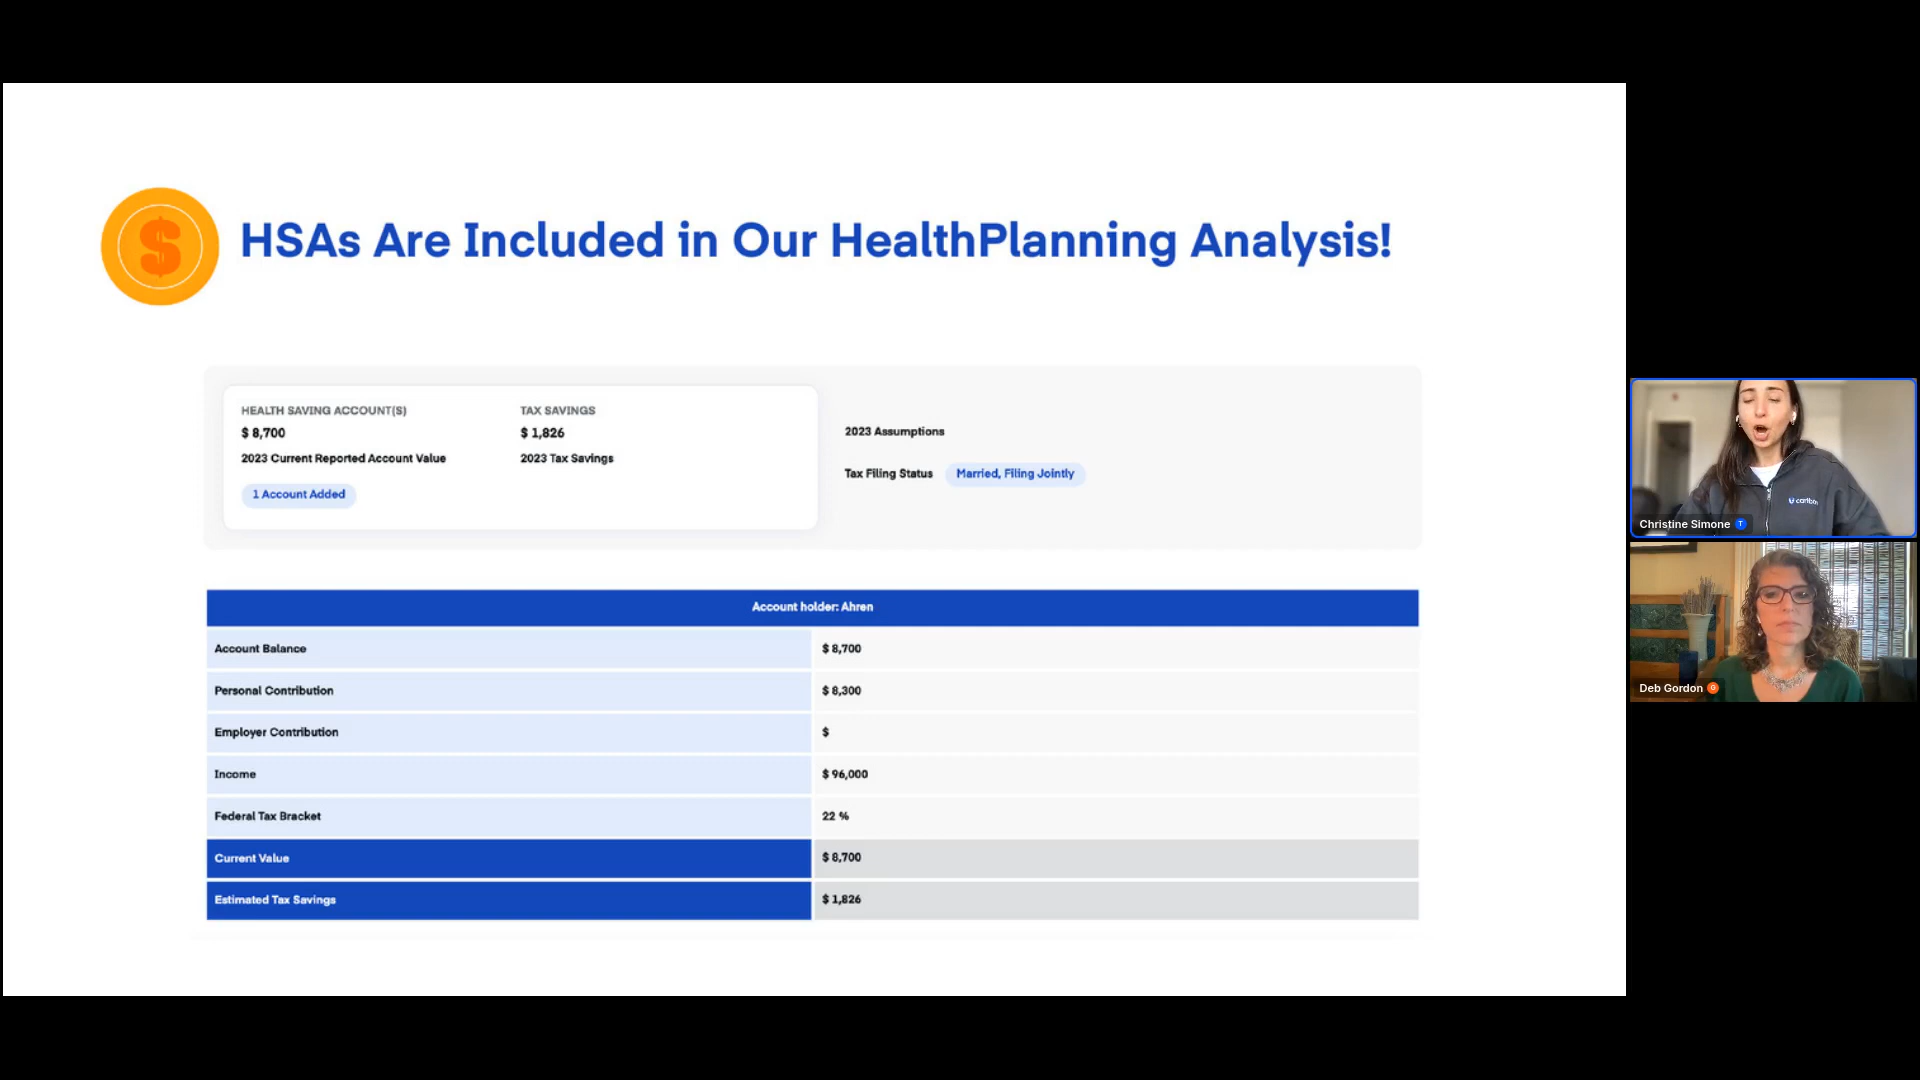 $
HSAs Are Included in Our HealthPlanning Analysis!
HEALTH SAVING ACCOUNT(S)
TAX SAVINGS
$ 8,700
$ 1,826
2023 Current Reported Account Value
2023 Tax Savings
1 Account Added
2023 Assumptions
Tax Filing Status
Married, Filing Jointly
Account holder: Ahren
Account Balance
$ 8,700
Personal Contribution
$ 8,300
Employer Contribution
$
Income
$ 96,000
Federal Tax Bracket
22 %
Current Value
$ 8,700
Estimated Tax Savings
$ 1,826
Christine Simone T
Deb Gordon G